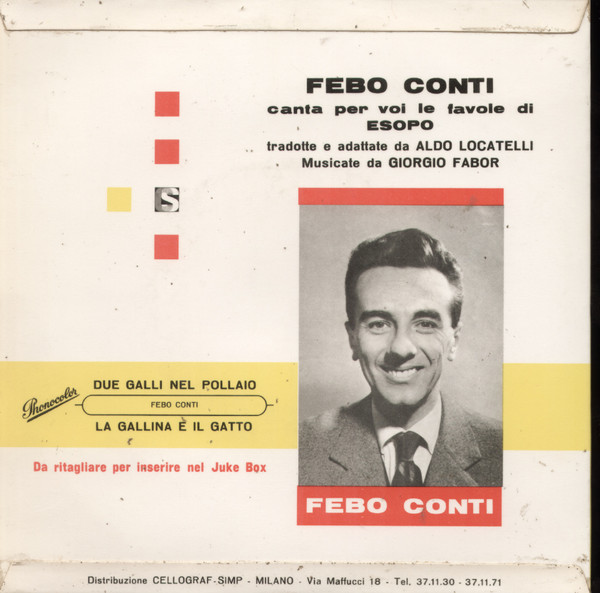 FEBO CONTI
canta per voi le favole di
ESOPO
tradotte e adattate da ALDO LOCATELLI
Musicate da GIORGIO FABOR
S
Phonocolor
DUE GALLI NEL POLLAIO
FEBO CONTI
LA GALLINA È IL GATTO
Da ritagliare per inserire nel Juke Box
FEBO CONTI
Distribuzione CELLOGRAF-SIMP - MILANO - Via Maffucci 18 - Tel. 37.11.30 - 37.11.71